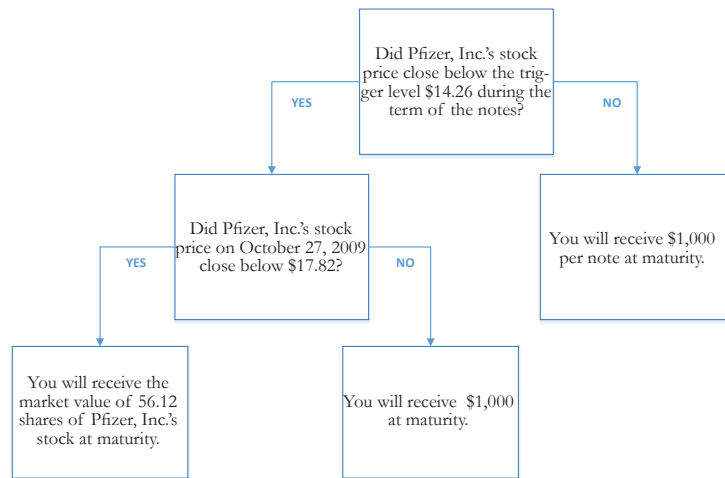 Did Pfizer, Inc.'s stock
price close below the trig-
ger level $14.26 during the
term of the notes?
YES
NO
Did Pfizer, Inc.'s stock
price on October 27, 2009
close below $17.82?
You will receive $1,000
per note at maturity.
YES
NO
You will receive the
market value of 56.12
shares of Pfizer, Inc.'s
stock at maturity.
You will receive $1,000
at maturity.